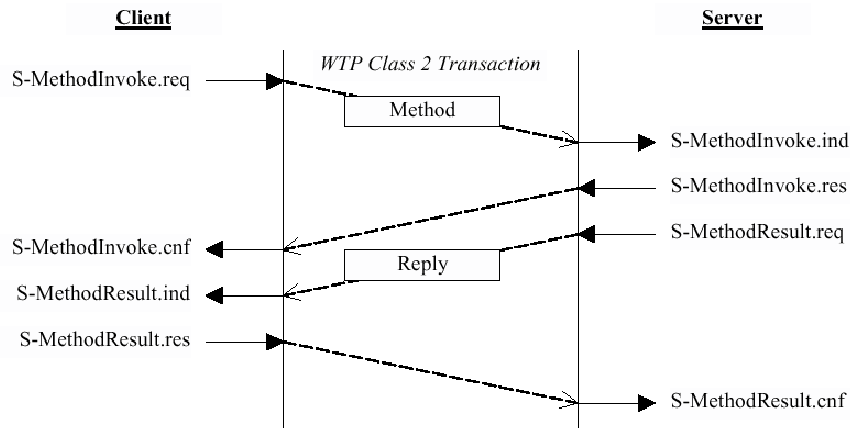 Client
Server
WTP Class 2 Transaction
S-MethodInvoke.req
Method
S-MethodInvoke.ind
S-MethodInvoke.res
S-MethodResult.req
S-MethodInvoke.cnf
Reply
S-MethodResult.ind
S-MethodResult.res
S-MethodResult.cnf